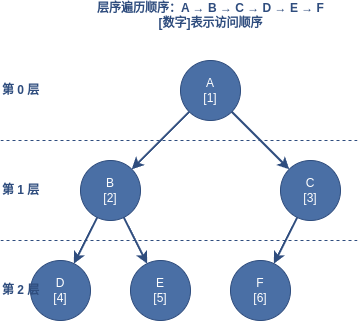 层序遍历顺序：A → B → C → D → E → F
[数字]表示访问顺序
第 0 层
A
[1]
第 1 层
B
[2]
C
[3]
第 2 层
D
[4]
E
[5]
F
[6]